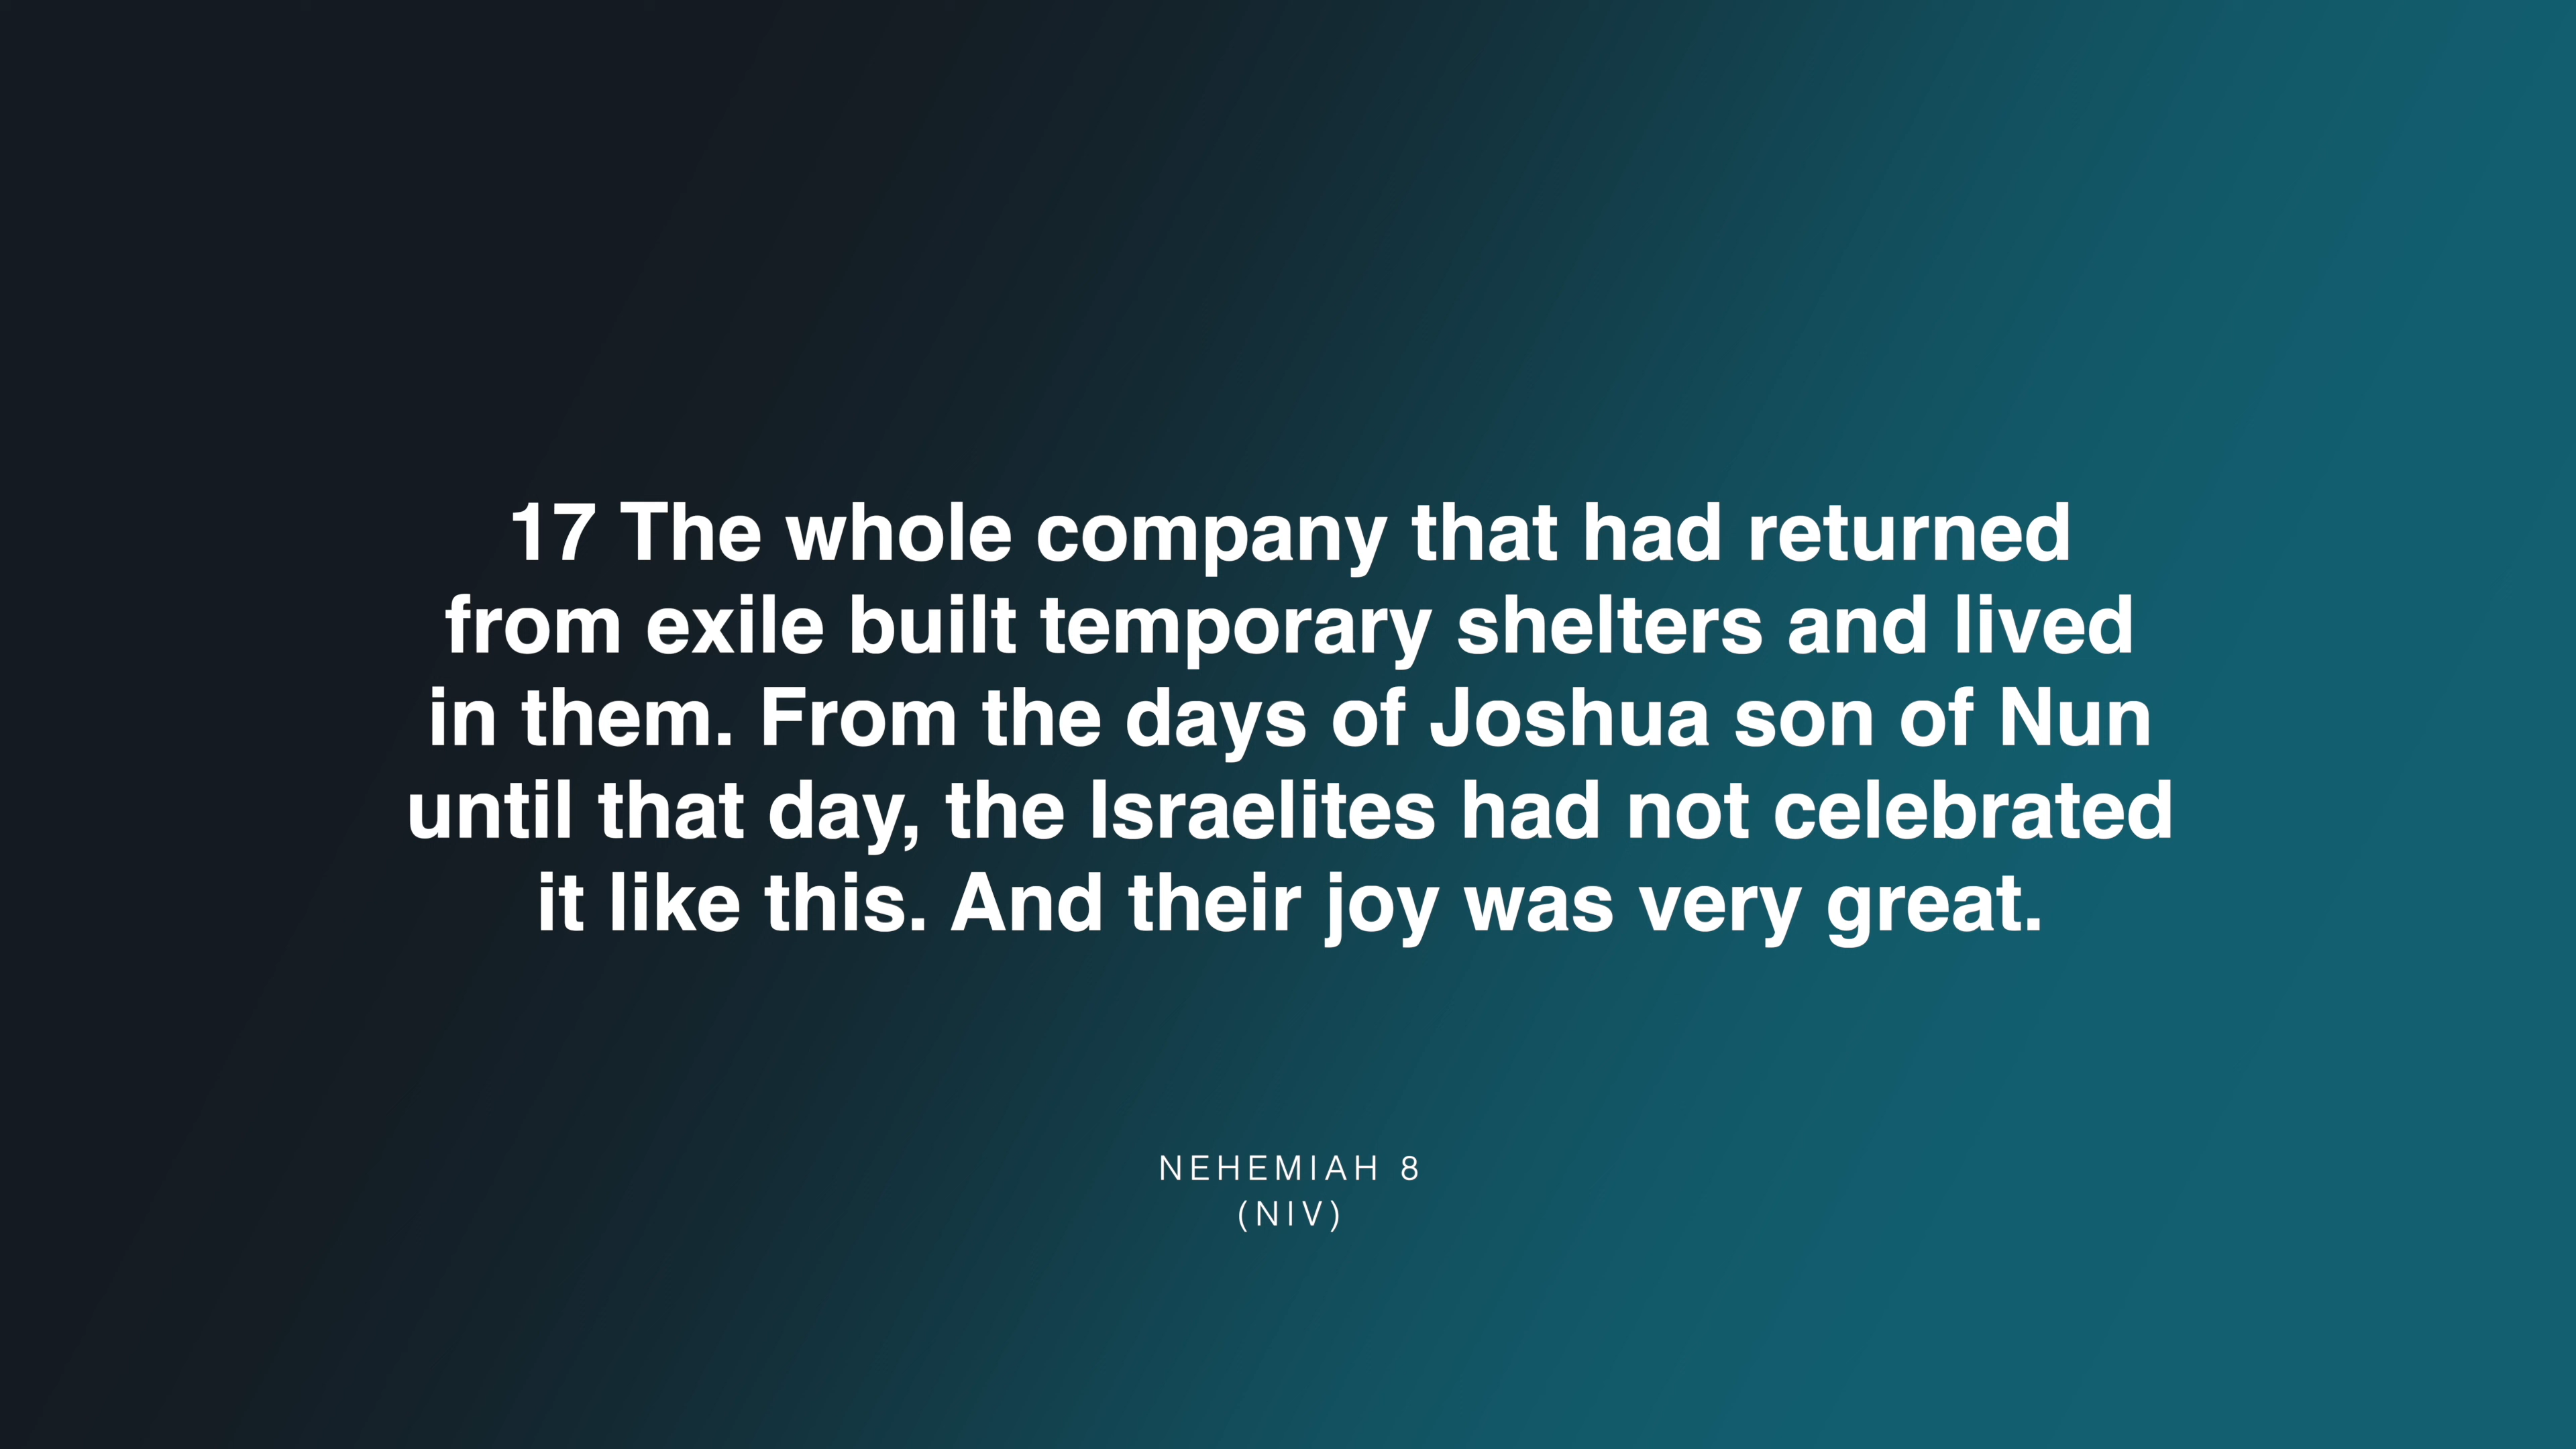 17 The whole company that had returned
from exile built temporary shelters and lived
in them. From the days of Joshua son of Nun
until that day, the Israelites had not celebrated
it like this. And their joy was very great.
NEHEMIAH 8
(NIV)